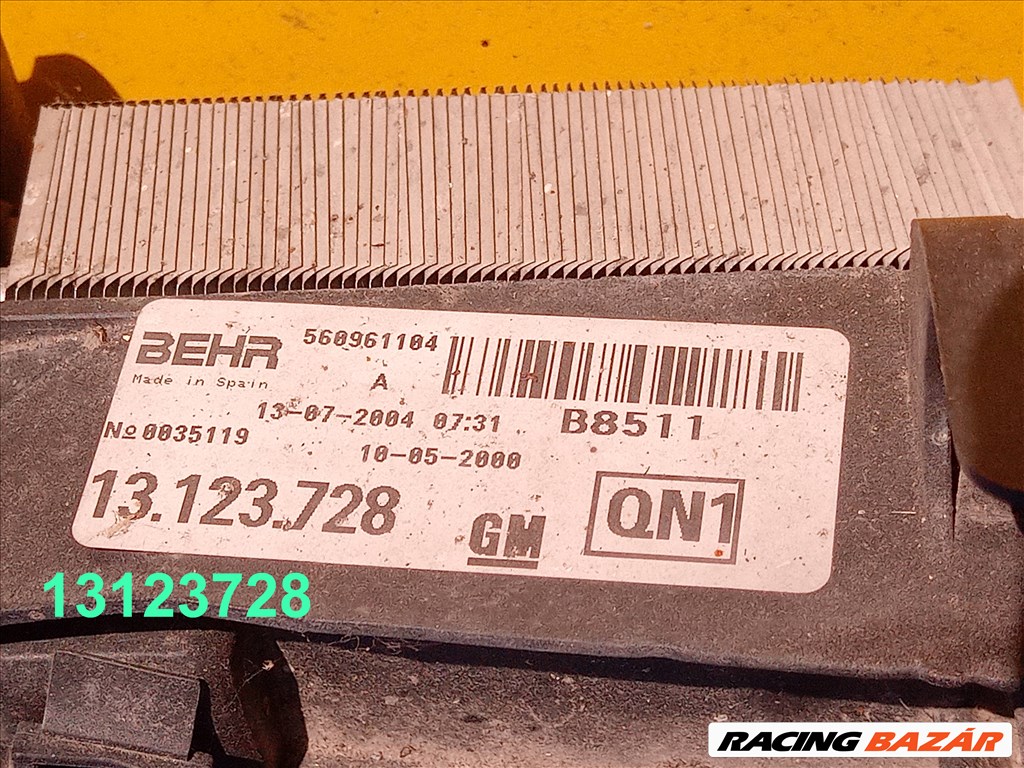 BEHR 560961104
Made in Spain A
13-07-2004 07:31 B8511
№0035119
10-05-2000
13.123.728 GM QN1
13123728
RACING BAZÁR